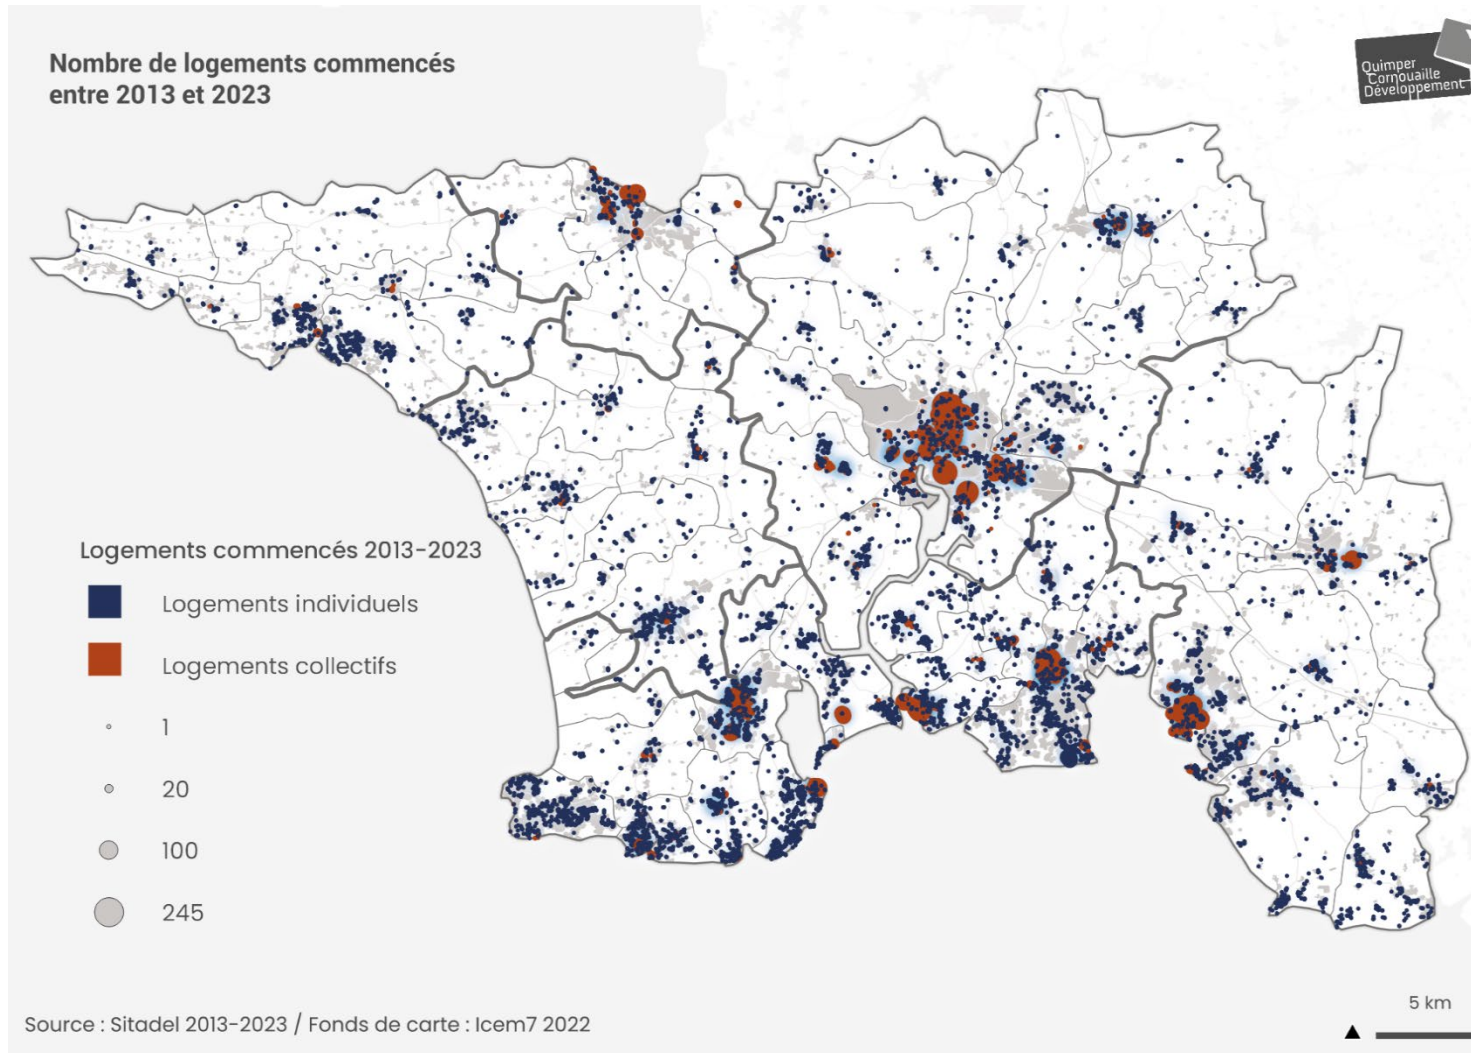 Nombre de logements commencés
entre 2013 et 2023
Quimper
Cornouaille
Développement
Logements commencés 2013-2023
Logements individuels
Logements collectifs
1
20
100
245
5 km
Source : Sitadel 2013-2023 / Fonds de carte : Icem7 2022